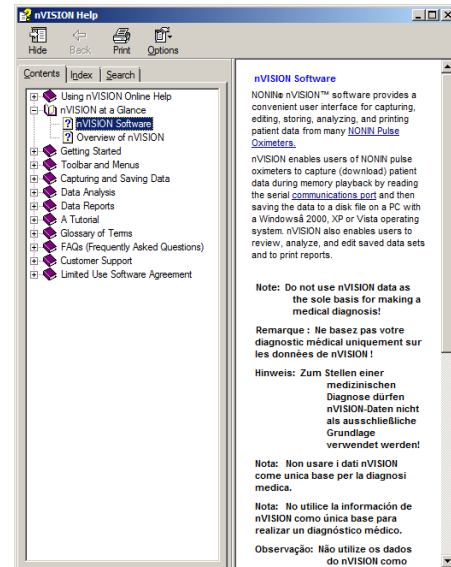 nVISION Help
Hide Back Print Options
Contents Index Search
Using nVISION Online Help
nVISION at a Glance
nVISION Software
Overview of nVISION
Getting Started
Toolbar and Menus
Capturing and Saving Data
Data Analysis
Data Reports
A Tutorial
Glossary of Terms
FAQs (Frequently Asked Questions)
Customer Support
Limited Use Software Agreement
nVISION Software
NONIN® nVISION™ software provides a
convenient user interface for capturing,
editing, storing, analyzing, and printing
patient data from many NONIN Pulse
Oximeters.
nVISION enables users of NONIN pulse
oximeters to capture (download) patient
data during memory playback by reading
the serial communications port and then
saving the data to a disk file on a PC with
a Windowsâ 2000, XP or Vista operating
system. nVISION also enables users to
review, analyze, and edit saved data sets
and to print reports.
Note: Do not use nVISION data as
the sole basis for making a
medical diagnosis!
Remarque : Ne basez pas votre
diagnostic médical uniquement sur
les données de nVISION !
Hinweis: Zum Stellen einer
medizinischen
Diagnose dürfen
nVISION-Daten nicht
als ausschließliche
Grundlage
verwendet werden!
Nota: Non usare i dati nVISION
come unica base per la diagnosi
medica.
Nota: No utilice la información de
nVISION como única base para
realizar un diagnóstico médico.
Observação: Não utilize os dados
do nVISION como